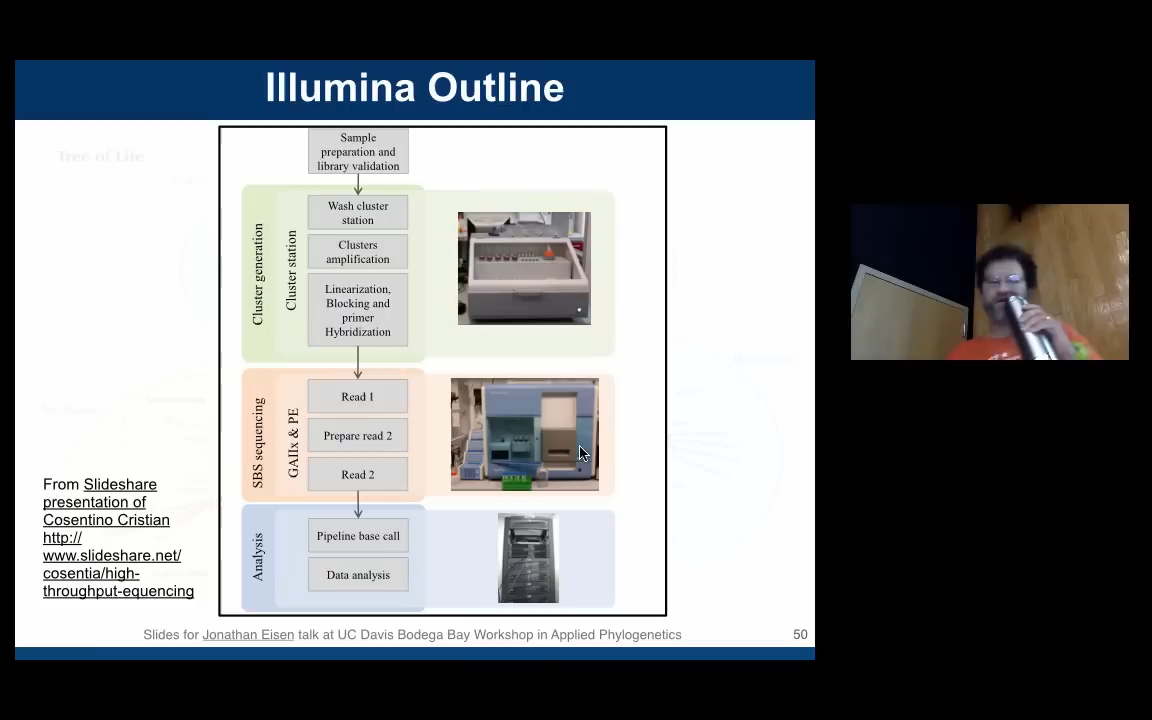 Illumina Outline
Tree of Life
Sample
preparation and
library validation
Cluster generation
Cluster station
Wash cluster
station
Clusters
amplification
Linearization,
Blocking and
primer
Hybridization
SBS sequencing
GAIIx & PE
Read 1
Prepare read 2
Read 2
Analysis
Pipeline base call
Data analysis
From Slideshare
presentation of
Cosentino Cristian
http://
www.slideshare.net/
cosentia/high-
throughput-equencing
Slides for Jonathan Eisen talk at UC Davis Bodega Bay Workshop in Applied Phylogenetics
50